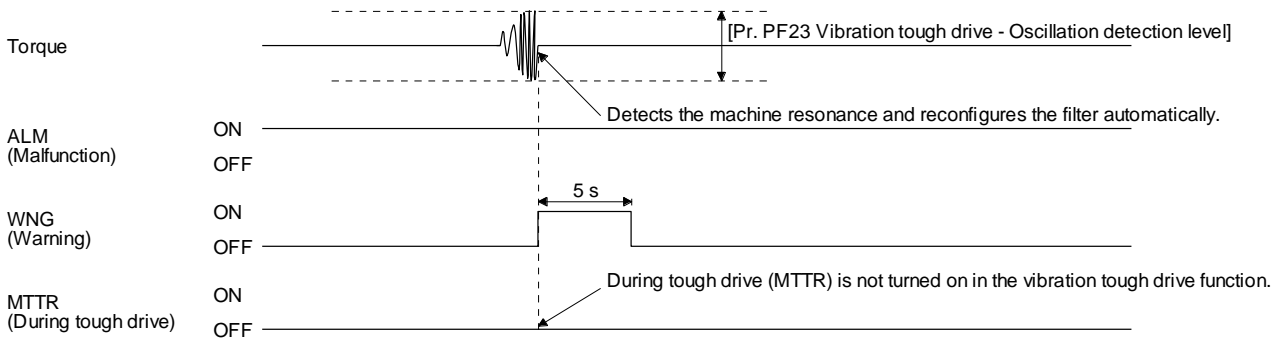 Torque
[Pr. PF23 Vibration tough drive - Oscillation detection level]
Detects the machine resonance and reconfigures the filter automatically.
ALM
(Malfunction)
ON
OFF
5 s
WNG
(Warning)
ON
OFF
During tough drive (MTTR) is not turned on in the vibration tough drive function.
MTTR
(During tough drive)
ON
OFF